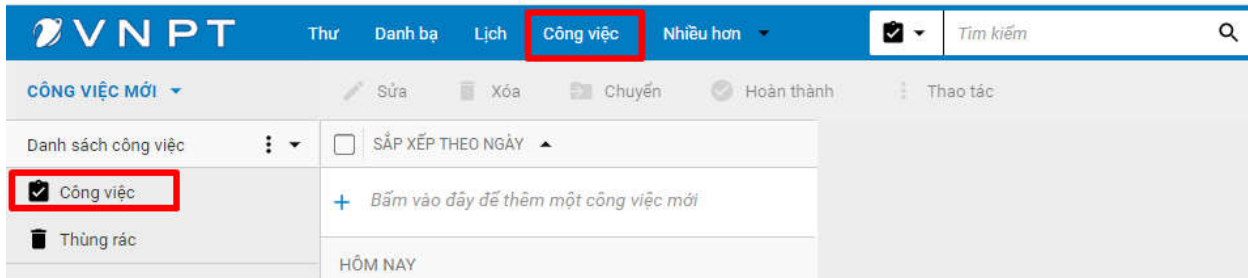 VNPT Thư Danh bạ Lịch Công việc Nhiều hơn Tìm kiếm
CÔNG VIỆC MỚI Sửa Xóa Chuyển Hoàn thành Thao tác
Danh sách công việc SẮP XẾP THEO NGÀY
Công việc
Bấm vào đây để thêm một công việc mới
Thùng rác
HÔM NAY